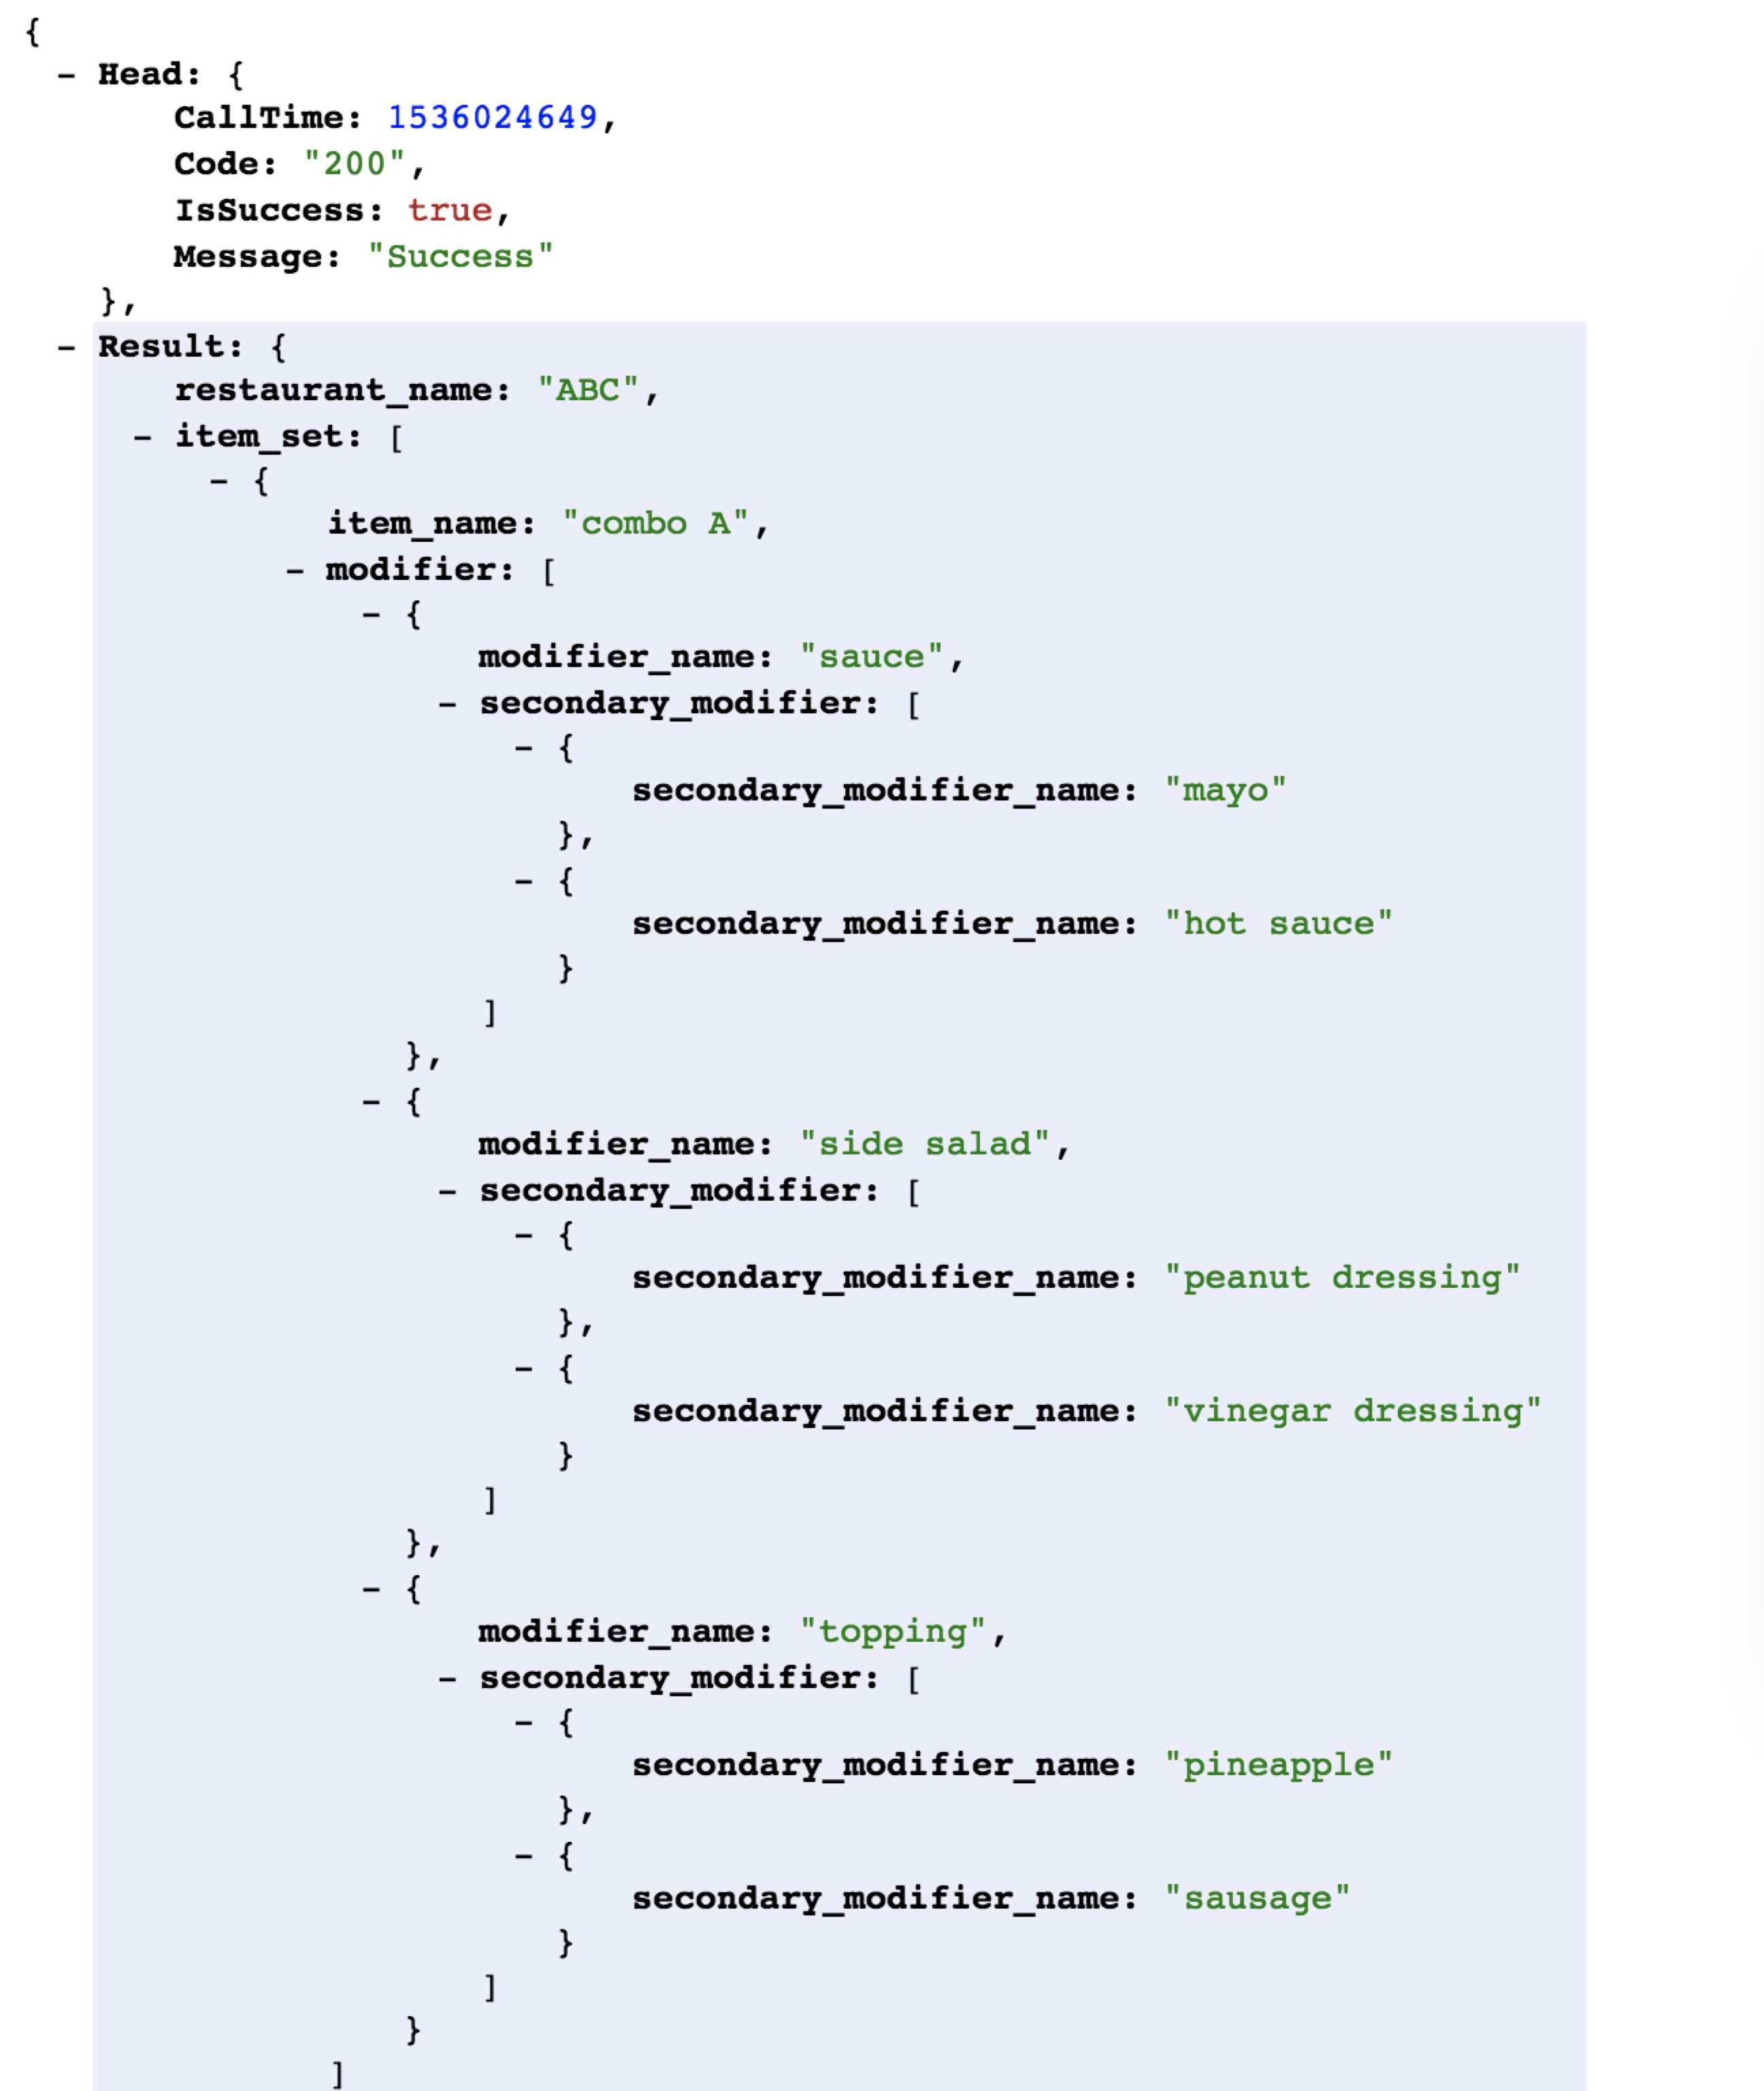 {
- Head: {
CallTime: 1536024649,
Code: "200",
IsSuccess: true,
Message: "Success"
},
- Result: {
restaurant_name: "ABC",
- item_set: [
- {
item_name: "combo A",
- modifier: [
- {
modifier_name: "sauce",
- secondary_modifier: [
- {
secondary_modifier_name: "mayo"
},
- {
secondary_modifier_name: "hot sauce"
}
]
},
- {
modifier_name: "side salad",
- secondary_modifier: [
- {
secondary_modifier_name: "peanut dressing"
},
- {
secondary_modifier_name: "vinegar dressing"
}
]
},
- {
modifier_name: "topping",
- secondary_modifier: [
- {
secondary_modifier_name: "pineapple"
},
- {
secondary_modifier_name: "sausage"
}
]
}
]